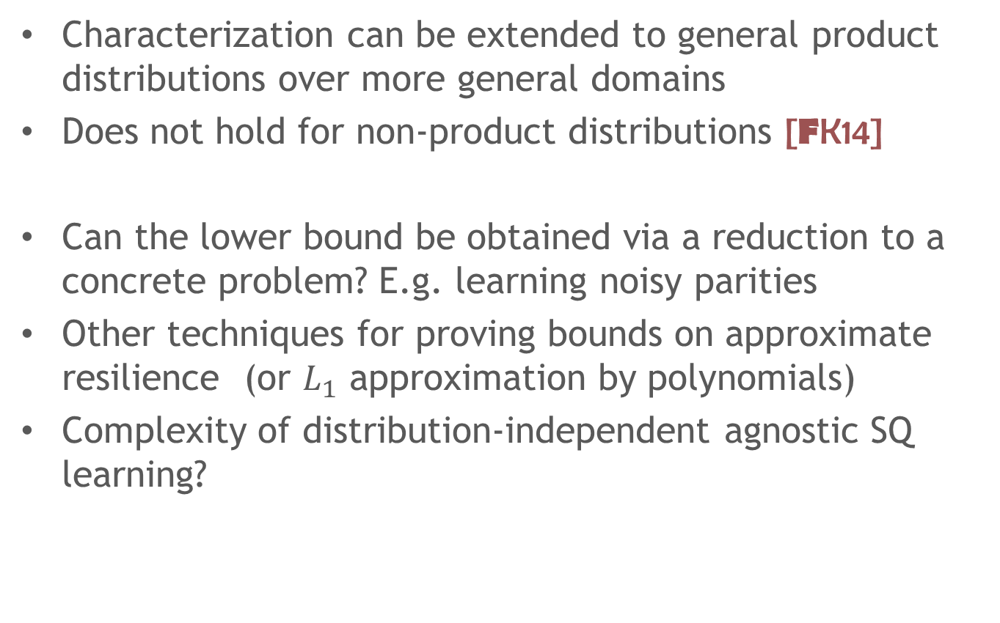 • Characterization can be extended to general product
distributions over more general domains
• Does not hold for non-product distributions [FK14]
• Can the lower bound be obtained via a reduction to a
concrete problem? E.g. learning noisy parities
• Other techniques for proving bounds on approximate
resilience (or L₁ approximation by polynomials)
• Complexity of distribution-independent agnostic SQ
learning?